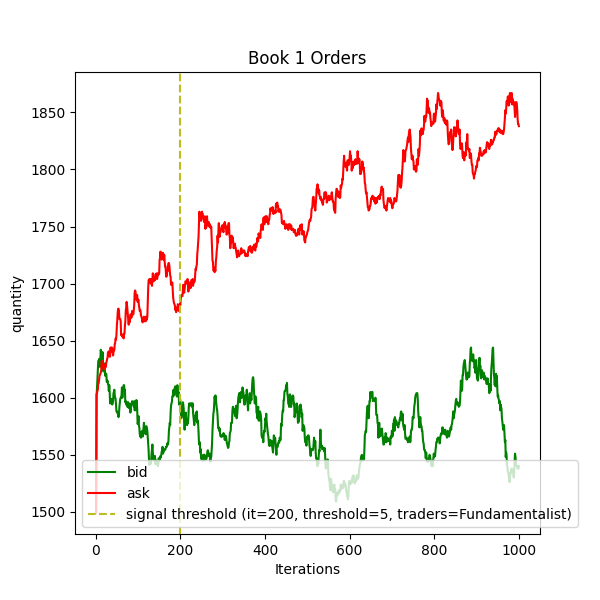 Book 1 Orders
quantity
1850
1800
1750
1700
1650
1600
1550
1500
bid
ask
signal threshold (it=200, threshold=5, traders=Fundamentalist)
0 200 400 600 800 1000
Iterations